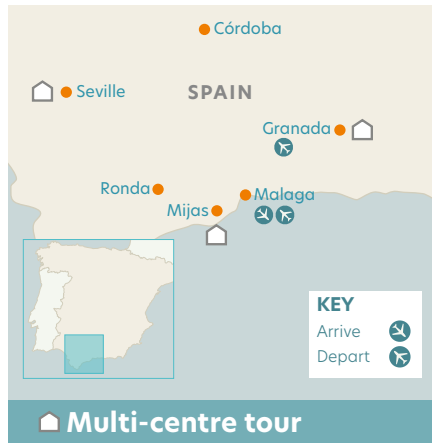 Córdoba
Seville
SPAIN
Granada
Ronda
Malaga
Mijas
KEY
Arrive
Depart
Multi-centre tour